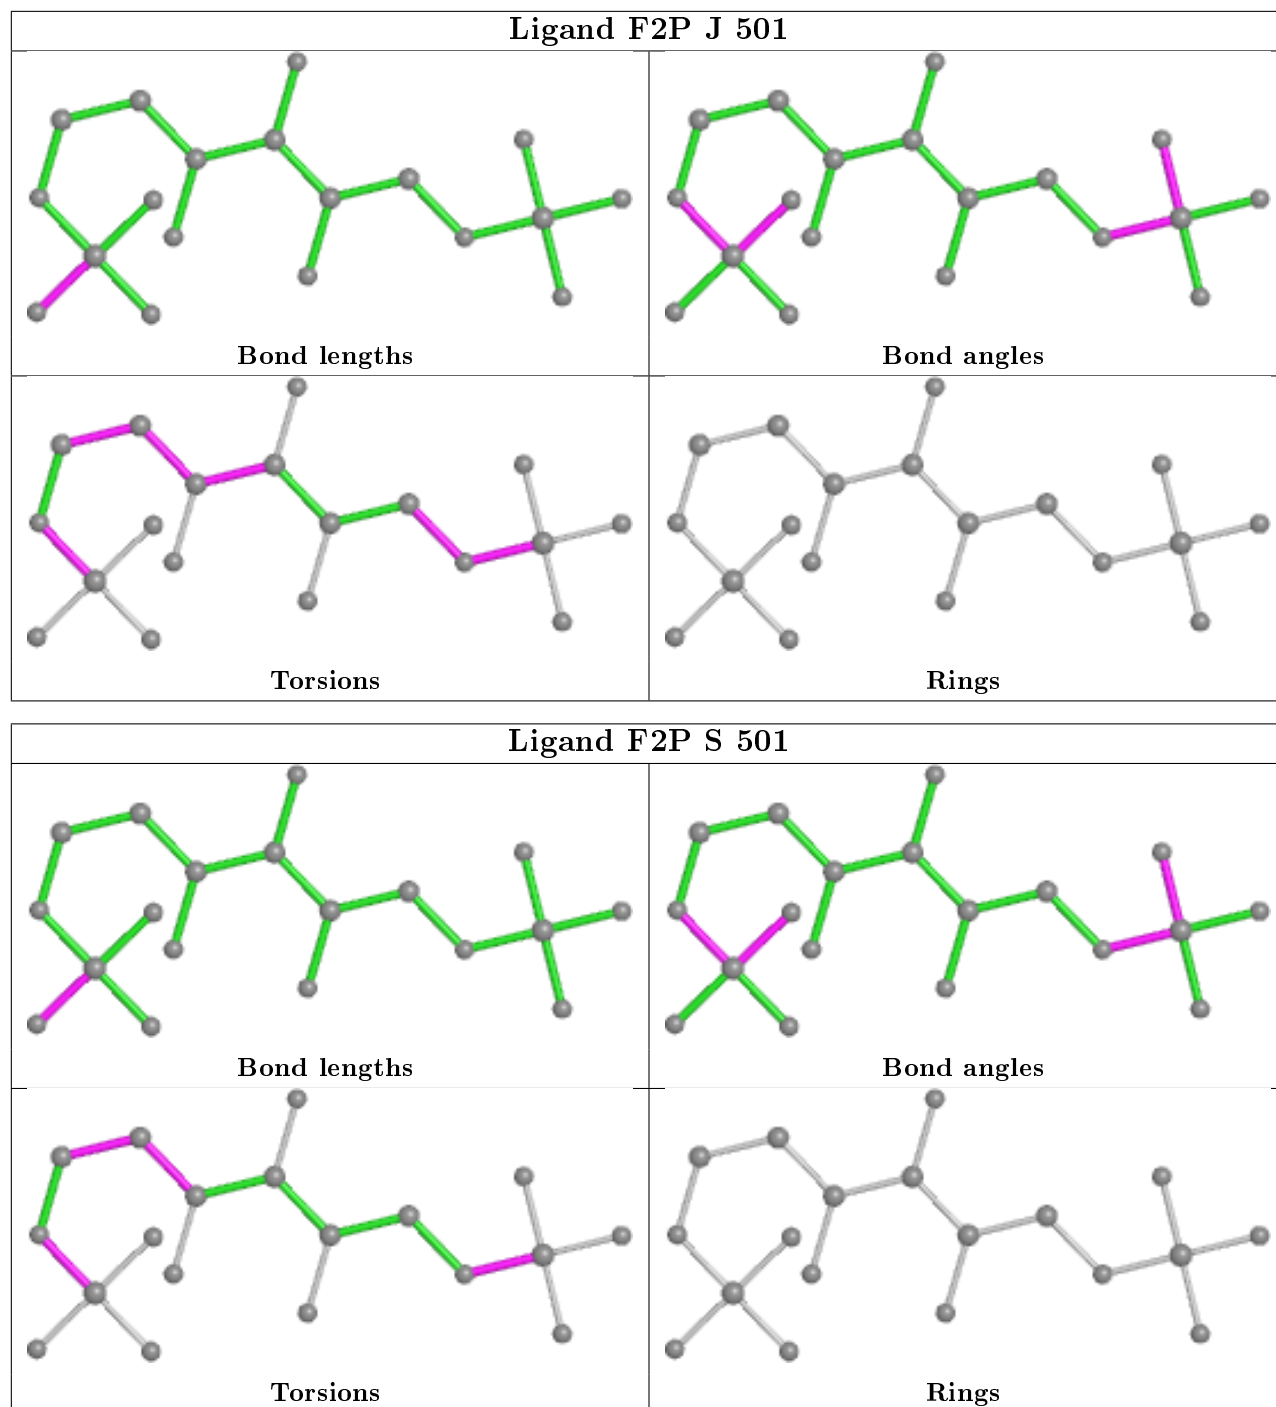 Ligand F2P J 501
Bond lengths
Bond angles
Torsions
Rings
Ligand F2P S 501
Bond lengths
Bond angles
Torsions
Rings